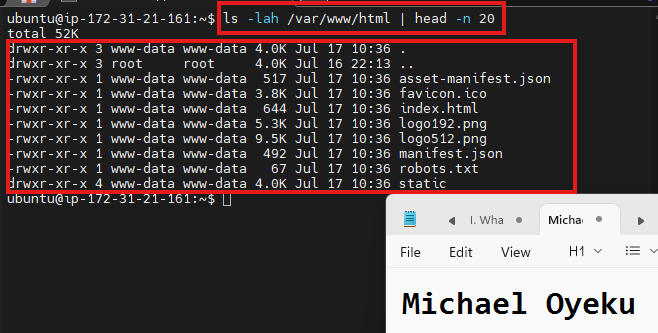 ubuntu@ip-172-31-21-161:~$ ls -lah /var/www/html | head -n 20
total 52K
drwxr-xr-x 3 www-data www-data 4.0K Jul 17 10:36 .
drwxr-xr-x 3 root     root     4.0K Jul 16 22:13 ..
-rwxr-xr-x 1 www-data www-data  517 Jul 17 10:36 asset-manifest.json
-rwxr-xr-x 1 www-data www-data 3.8K Jul 17 10:36 favicon.ico
-rwxr-xr-x 1 www-data www-data  644 Jul 17 10:36 index.html
-rwxr-xr-x 1 www-data www-data 5.3K Jul 17 10:36 logo192.png
-rwxr-xr-x 1 www-data www-data 9.5K Jul 17 10:36 logo512.png
-rwxr-xr-x 1 www-data www-data  492 Jul 17 10:36 manifest.json
-rwxr-xr-x 1 www-data www-data   67 Jul 17 10:36 robots.txt
drwxr-xr-x 4 www-data www-data 4.0K Jul 17 10:36 static
ubuntu@ip-172-31-21-161:~$
I. Wha Micha
File Edit View H1
Michael Oyeku